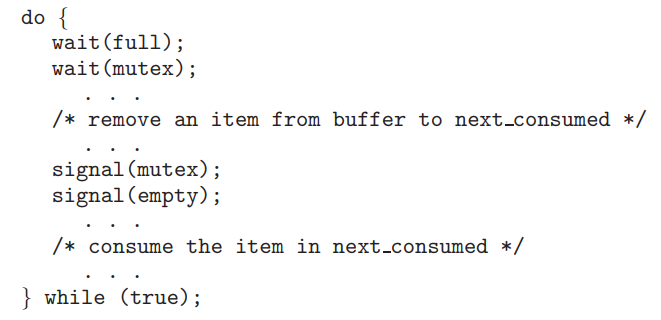 do {
wait(full);
wait(mutex);
. . .
/* remove an item from buffer to next_consumed */
. . .
signal(mutex);
signal(empty);
. . .
/* consume the item in next_consumed */
. . .
} while (true);